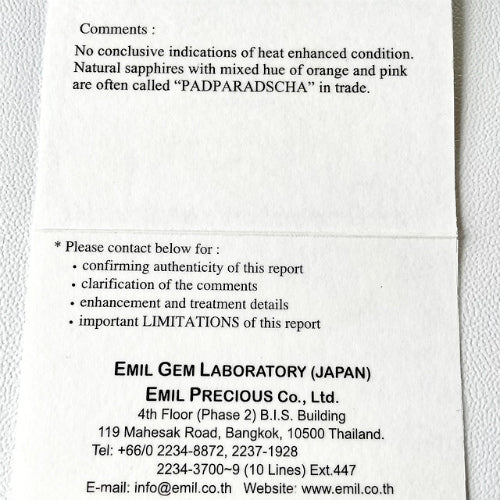 Comments :
No conclusive indications of heat enhanced condition.
Natural sapphires with mixed hue of orange and pink
are often called “PADPARADSCHA” in trade.
* Please contact below for :
• confirming authenticity of this report
• clarification of the comments
• enhancement and treatment details
• important LIMITATIONS of this report
EMIL GEM LABORATORY (JAPAN)
EMIL PRECIOUS Co., Ltd.
4th Floor (Phase 2) B.I.S. Building
119 Mahesak Road, Bangkok, 10500 Thailand.
Tel: +66/0 2234-8872, 2237-1928
2234-3700~9 (10 Lines) Ext.447
E-mail: info@emil.co.th Website: www.emil.co.th